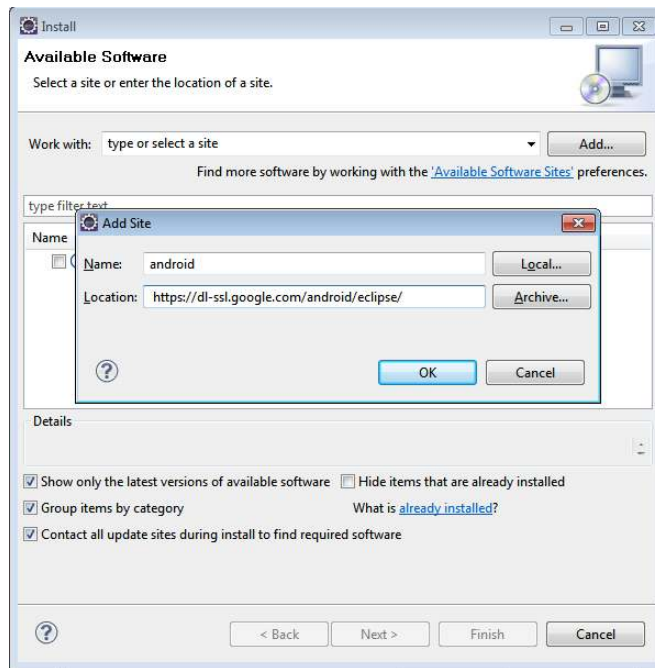 Install
Available Software
Select a site or enter the location of a site.
Work with: type or select a site Add...
Find more software by working with the 'Available Software Sites' preferences.
type filter text
Name
Add Site
Name: android Local...
Location: https://dl-ssl.google.com/android/eclipse/ Archive...
? OK Cancel
Details
Show only the latest versions of available software Hide items that are already installed
Group items by category What is already installed?
Contact all update sites during install to find required software
? < Back Next > Finish Cancel